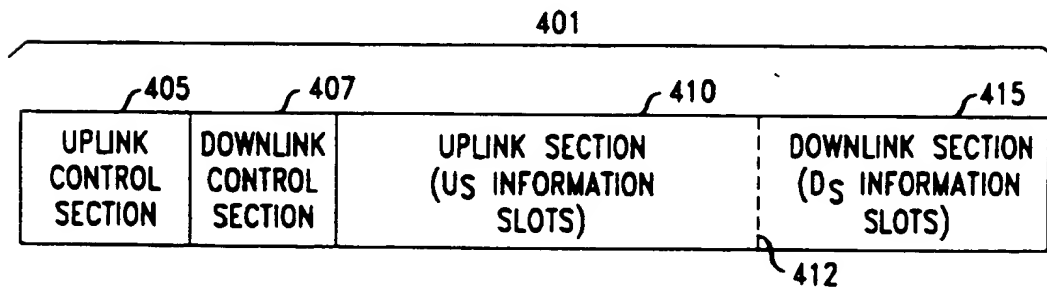 401
405
407
410
415
UPLINK
CONTROL
SECTION
DOWNLINK
CONTROL
SECTION
UPLINK SECTION
(US INFORMATION
SLOTS)
DOWNLINK SECTION
(DS INFORMATION
SLOTS)
412